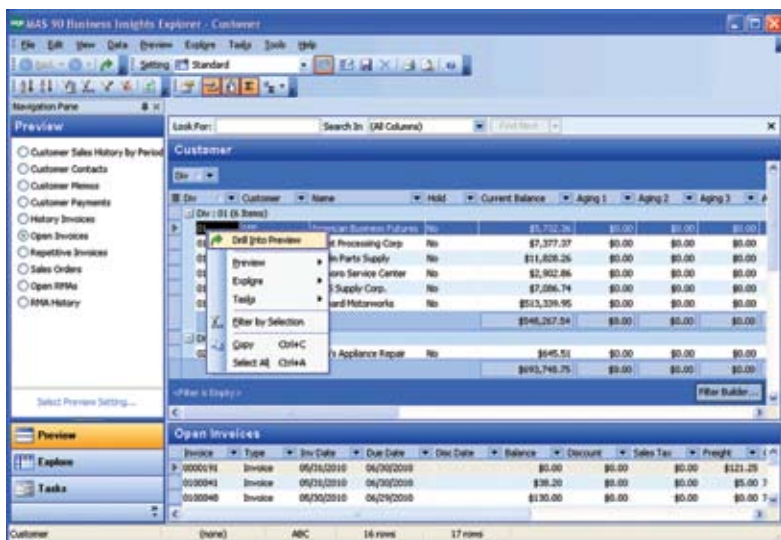 MAS 90 Business Insights Explorer - Customer
File Edit View Data Preview Explore Tasks Tools Help
Back Setting Standard
Navigation Pane
Preview
Look For: Search In (All Columns) Find Next
Customer Sales History by Period
Customer Contacts
Customer Memos
Customer Payments
History Invoices
Open Invoices
Repetitive Invoices
Sales Orders
Open RMAs
RMA History
Select Preview Setting...
Customer
Div
Div Customer Name Hold Current Balance Aging 1 Aging 2 Aging 3
Div : 01 (6 Items)
American Business Futures No $5,732.36 $0.00 $0.00 $0.00
01 Processing Corp No $7,377.37 $0.00 $0.00 $0.00
01 Parts Supply No $11,828.26 $0.00 $0.00 $0.00
01 Service Center No $2,902.86 $0.00 $0.00 $0.00
01 Supply Corp. No $7,086.74 $0.00 $0.00 $0.00
01 Motorworks No $513,339.95 $0.00 $0.00 $0.00
$548,267.54 $0.00 $0.00 $0.00
Appliance Repair No $645.51 $0.00 $0.00 $0.00
$693,748.75 $0.00 $0.00 $0.00
Drill Into Preview
Preview
Explore
Tasks
Filter by Selection
Copy Ctrl+C
Select All Ctrl+A
<Filter is Empty> Filter Builder...
Preview
Explore
Tasks
Open Invoices
Invoice Type Inv Date Due Date Disc Date Balance Discount Sales Tax Freight
0000191 Invoice 05/31/2010 06/30/2010 $0.00 $0.00 $0.00 $121.25
0100041 Invoice 05/31/2010 06/30/2010 $38.20 $0.00 $0.00 $5.00
0100048 Invoice 05/30/2010 06/29/2010 $130.00 $0.00 $0.00 $0.00
Customer (none) ABC 16 rows 17 rows